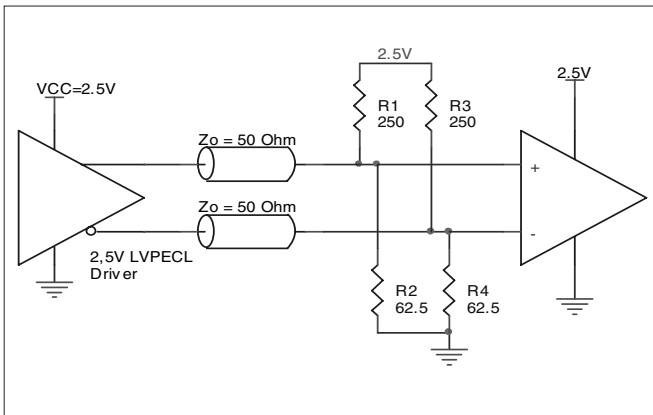 2.5V
VCC=2.5V
2.5V
R1
250
R3
250
Zo = 50 Ohm
+
Zo = 50 Ohm
-
2,5V LVPECL
Driver
R2
62.5
R4
62.5